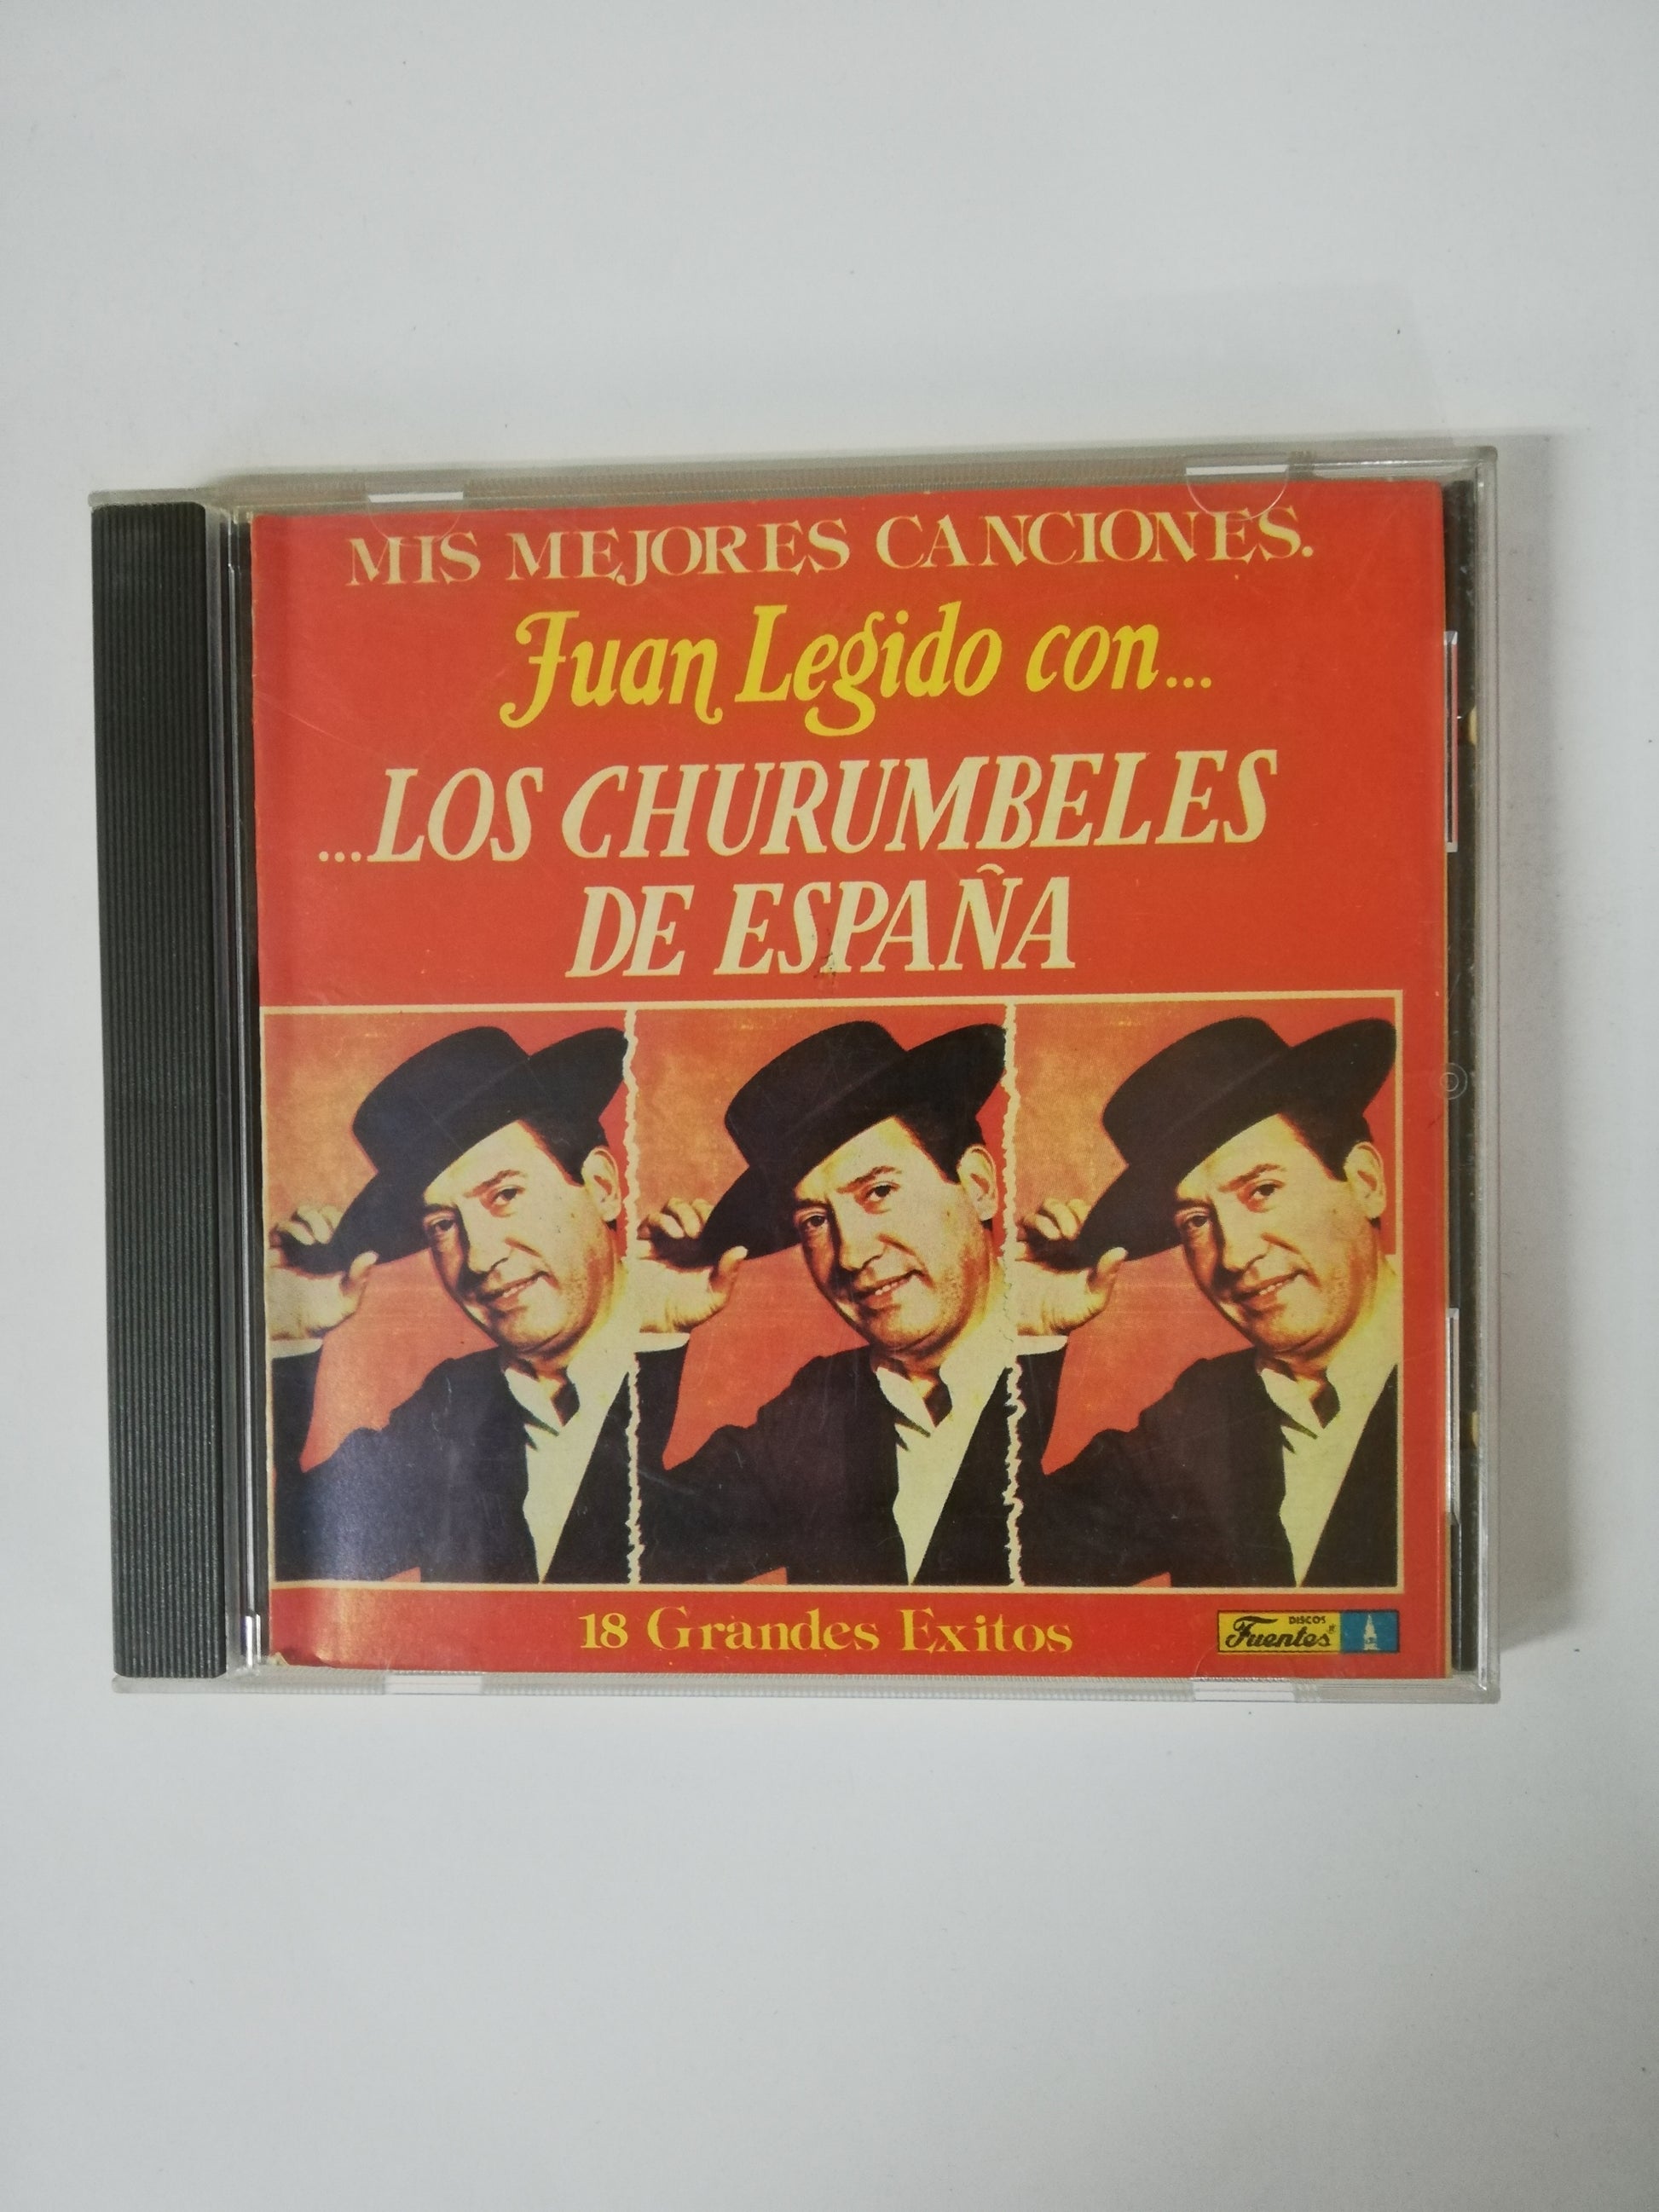 MIS MEJORES CANCIONES.
Juan Legido con...
...LOS CHURUMBELES
DE ESPAÑA
18 Grandes Exitos
DISCOS
Fuentes